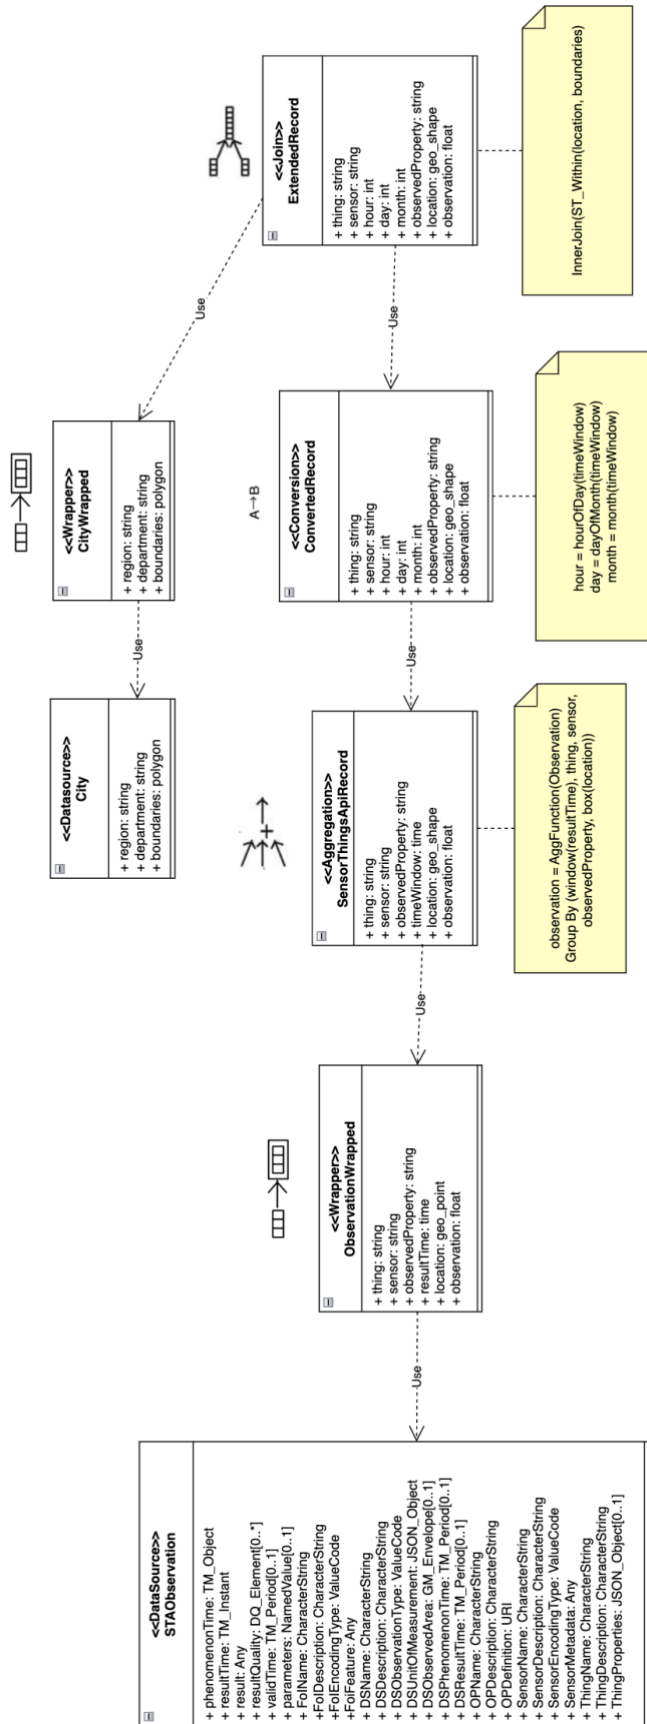 <<DataSource>>
STAObservation
+ phenomenonTime: TM_Object
+ resultTime: TM_Instant
+ result: Any
+ resultQuality: DQ_Element[0..*]
+ validTime: TM_Period[0..1]
+ parameters: NamedValue[0..1]
+ FoIName: CharacterString
+FoIDescription: CharacterString
+FoIEncodingType: ValueCode
+FoiFeature: Any
+ DSName: CharacterString
+ DSDescription: CharacterString
+ DSObservationType: ValueCode
+ DSUnitOfMeasurement: JSON_Object
+ DSObservedArea: GM_Envelope[0..1]
+ DSPhenomenonTime: TM_Period[0..1]
+ DSResultTime: TM_Period[0..1]
+ OPName: CharacterString
+ OPDescription: CharacterString
+ OPDefinition: URI
+ SensorName: CharacterString
+ SensorDescription: CharacterString
+ SensorEncodingType: ValueCode
+ SensorMetadata: Any
+ ThingName: CharacterString
+ ThingDescription: CharacterString
+ ThingProperties: JSON_Object[0..1]
Use
<<Wrapper>>
ObservationWrapped
+ thing: string
+ sensor: string
+ observedProperty: string
+ resultTime: time
+ location: geo_point
+ observation: float
Use
<<Datasource>>
City
+ region: string
+ department: string
+ boundaries: polygon
Use
<<Wrapper>>
CityWrapped
+ region: string
+ department: string
+ boundaries: polygon
Use
+
<<Aggregation>>
SensorThingsApiRecord
+ thing: string
+ sensor: string
+ observedProperty: string
+ timeWindow: time
+ location: geo_shape
+ observation: float
observation = AggFunction(Observation)
Group By (window(resultTime), thing, sensor,
observedProperty, box(location))
Use
A→B
<<Conversion>>
ConvertedRecord
+ thing: string
+ sensor: string
+ hour: int
+ day: int
+ month: int
+ observedProperty: string
+ location: geo_shape
+ observation: float
hour = hourOfDay(timeWindow)
day = dayOfMonth(timeWindow)
month = month(timeWindow)
Use
<<Join>>
ExtendedRecord
+ thing: string
+ sensor: string
+ hour: int
+ day: int
+ month: int
+ observedProperty: string
+ location: geo_shape
+ observation: float
InnerJoin(ST_Within(location, boundaries)